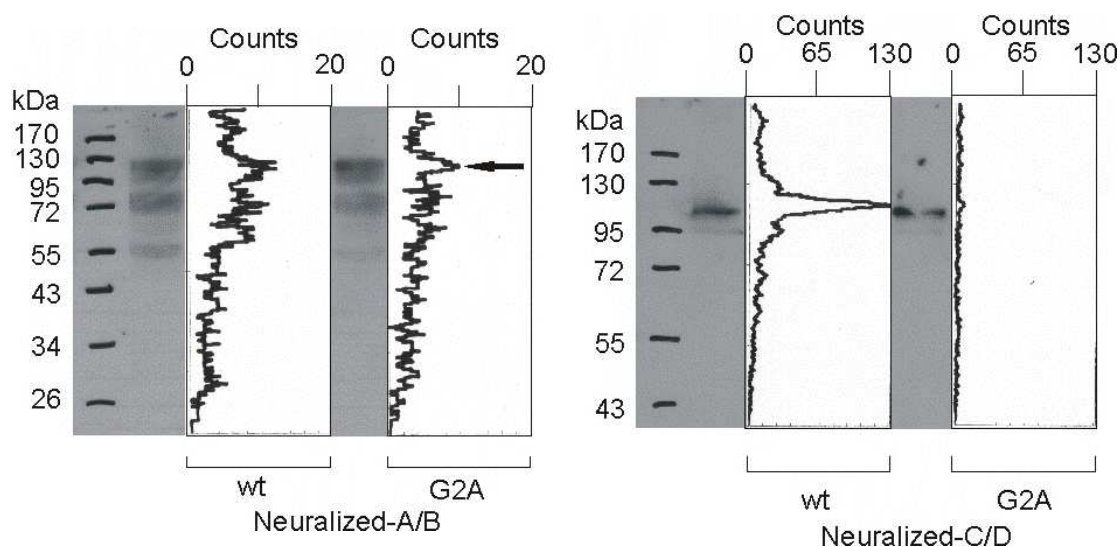 Counts Counts
0 20 0 20
kDa
170
130
95
72
55
43
34
26
wt G2A
Neuralized-A/B
Counts Counts
0 65 130 0 65 130
kDa
170
130
95
72
55
43
wt G2A
Neuralized-C/D